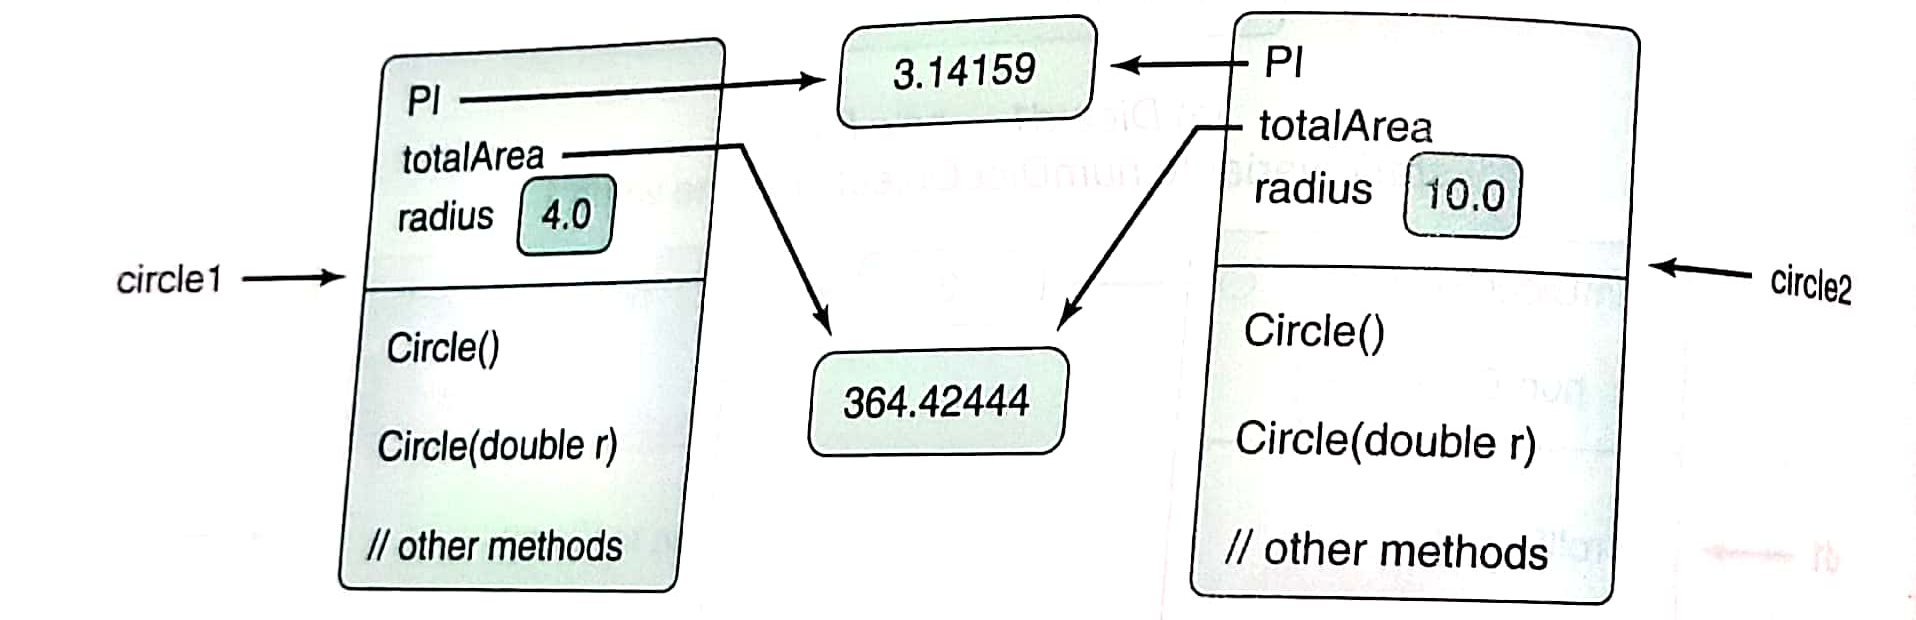 PI
totalArea
radius 4.0
circle1
Circle()
Circle(double r)
// other methods
3.14159
364.42444
PI
totalArea
radius 10.0
circle2
Circle()
Circle(double r)
// other methods